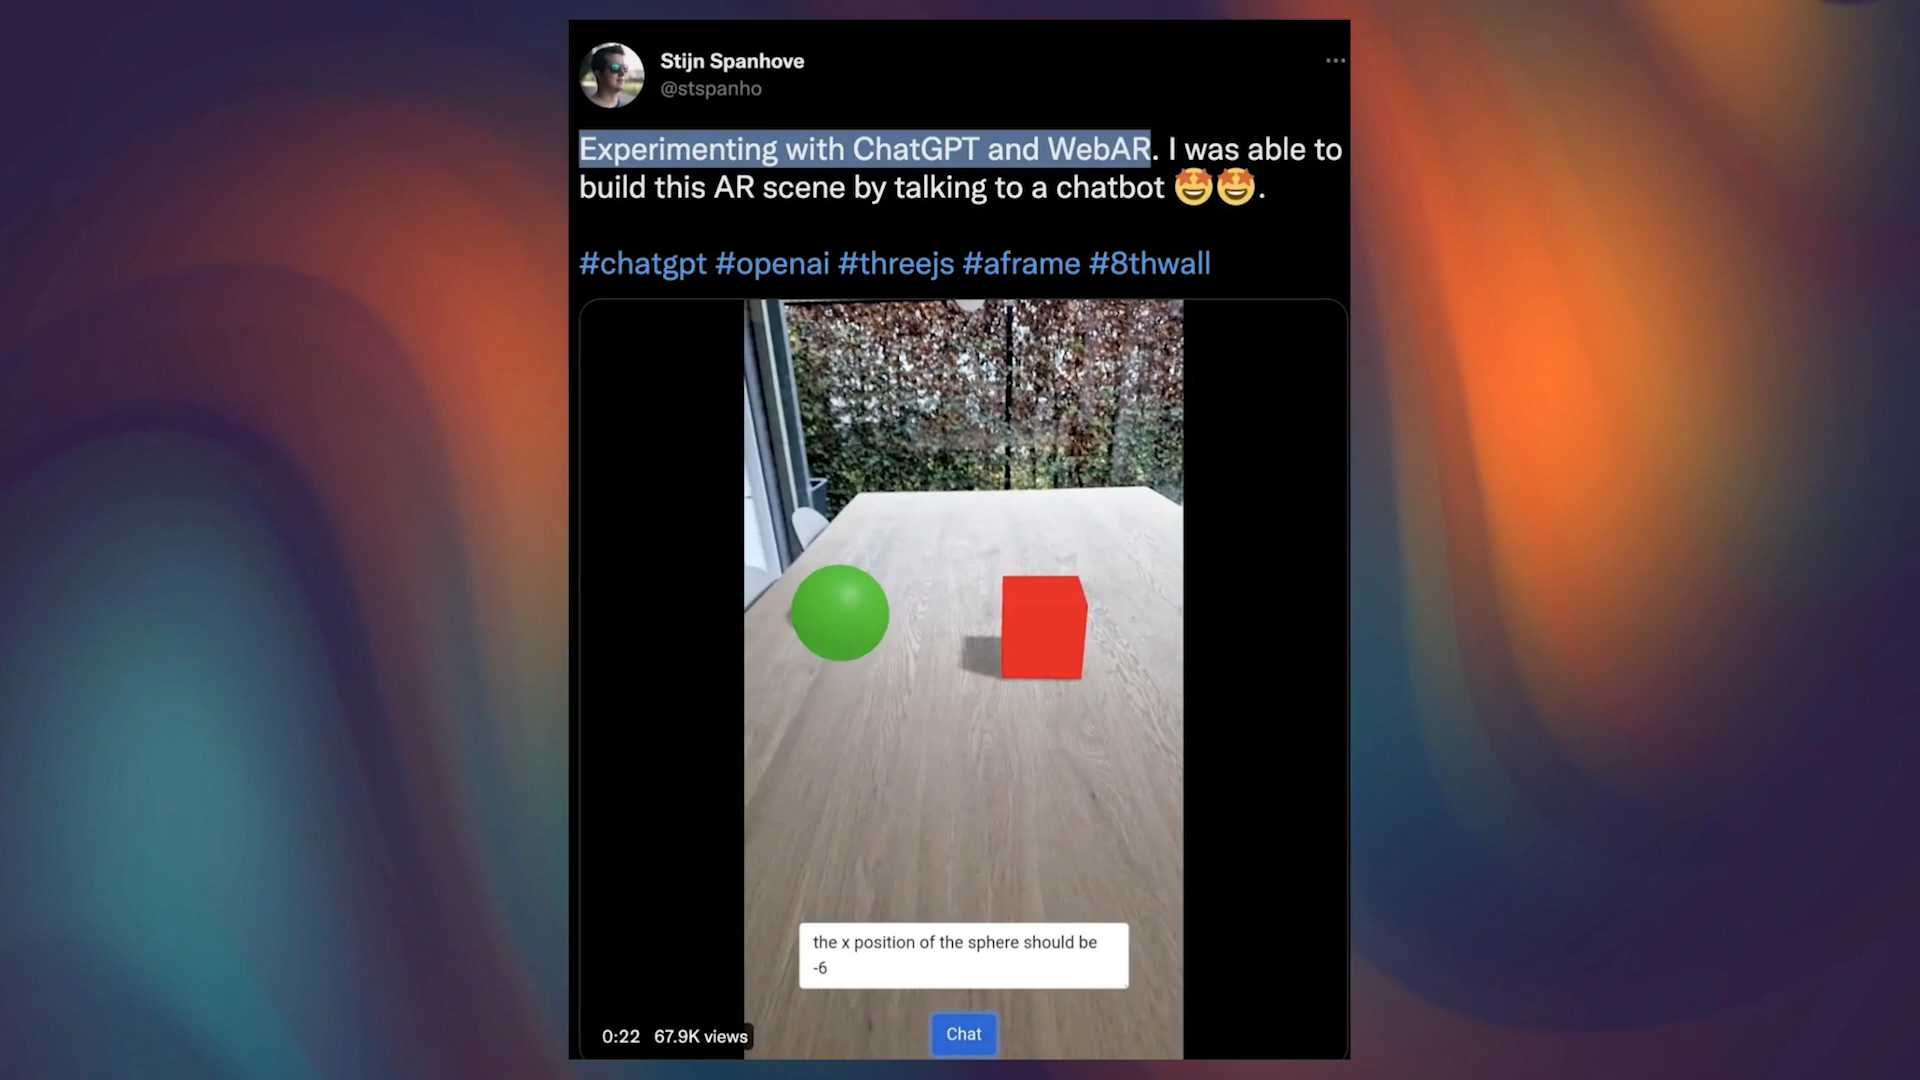 Stijn Spanhove
@stspanho
Experimenting with ChatGPT and WebAR. I was able to
build this AR scene by talking to a chatbot 🤩🤩.
#chatgpt #openai #threejs #aframe #8thwall
the x position of the sphere should be
-6
0:22 67.9K views
Chat